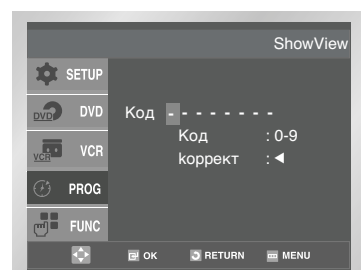 ShowView
SETUP
DVD DVD
VCR VCR
PROG
FUNC
Код - - - - - - - -
Код : 0-9
коррект : ◄
OK RETURN MENU